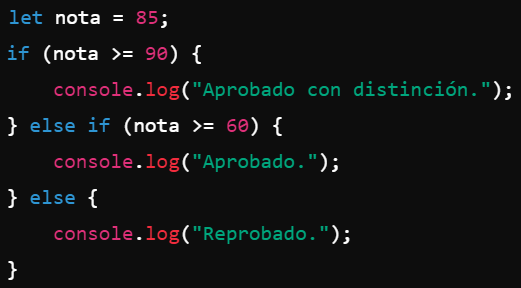 let nota = 85;
if (nota >= 90) {
    console.log("Aprobado con distinción.");
} else if (nota >= 60) {
    console.log("Aprobado.");
} else {
    console.log("Reprobado.");
}